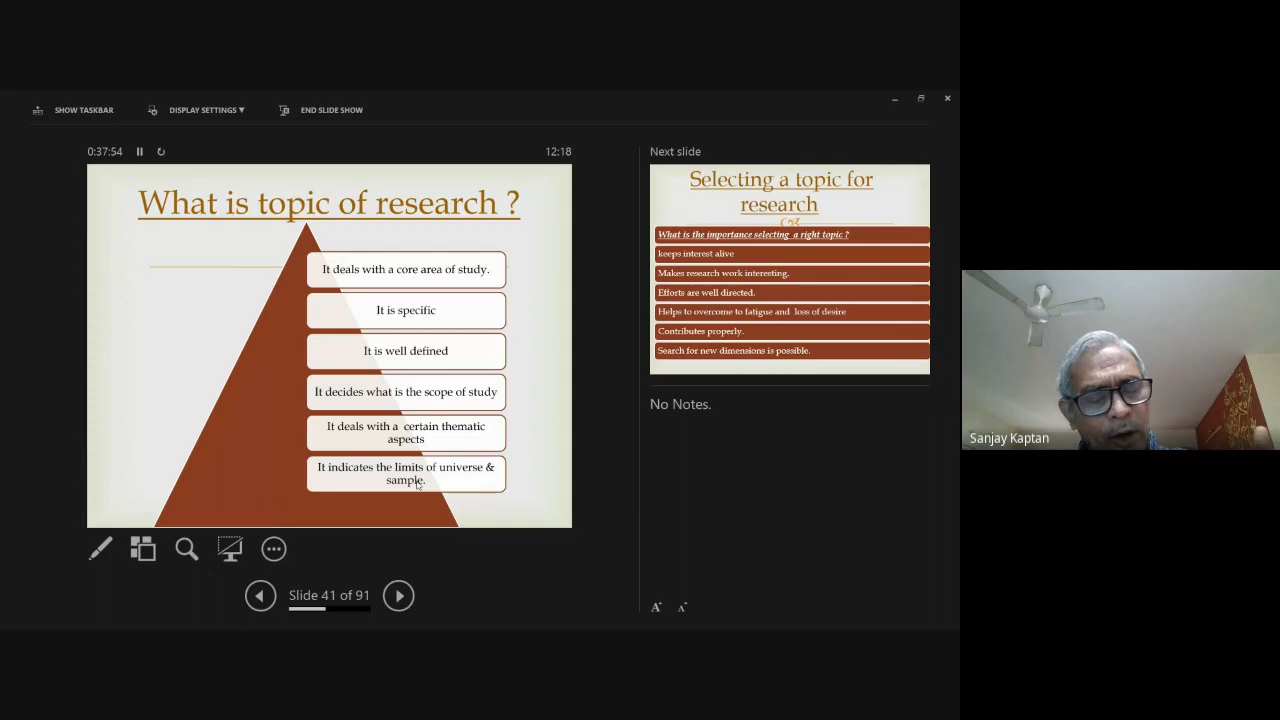 SHOW TASKBAR
DISPLAY SETTINGS ▼
END SLIDE SHOW
0:37:54
12:18
What is topic of research ?
It deals with a core area of study.
It is specific
It is well defined
It decides what is the scope of study
It deals with a certain thematic
aspects
It indicates the limits of universe &
sample.
Slide 41 of 91
Next slide
Selecting a topic for
research
What is the importance selecting a right topic ?
keeps interest alive
Makes research work interesting.
Efforts are well directed.
Helps to overcome to fatigue and loss of desire
Contributes properly.
Search for new dimensions is possible.
No Notes.
A A
Sanjay Kaptan